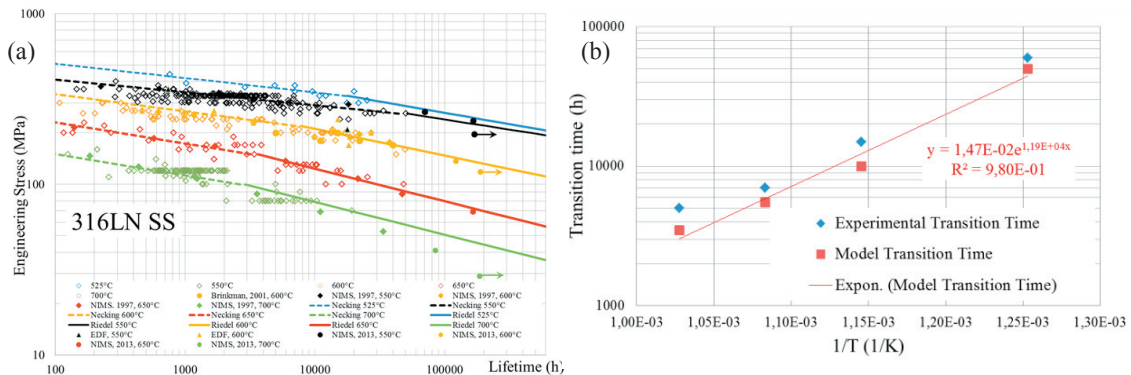 (a)
1000
100
10
Engineering Stress (MPa)
316LN SS
525°C 550°C 600°C 650°C
700°C Brinkman, 2001, 600°C NIMS, 1997, 550°C NIMS, 1997, 600°C
NIMS, 1997, 650°C NIMS, 1997, 700°C Necking 525°C Necking 550°C
Necking 600°C Necking 650°C Necking 700°C Riedel 525°C
Riedel 550°C Riedel 600°C Riedel 650°C Riedel 700°C
EDF, 550°C EDF, 600°C NIMS, 2013, 550°C NIMS, 2013, 600°C
NIMS, 2013, 650°C NIMS, 2013, 700°C
100 1000 10000 100000
Lifetime (h)
(b)
100000
10000
1000
Transition time (h)
y = 1,47E-02e^1,19E+04x
R² = 9,80E-01
Experimental Transition Time
Model Transition Time
Expon. (Model Transition Time)
1,00E-03 1,05E-03 1,10E-03 1,15E-03 1,20E-03 1,25E-03 1,30E-03
1/T (1/K)